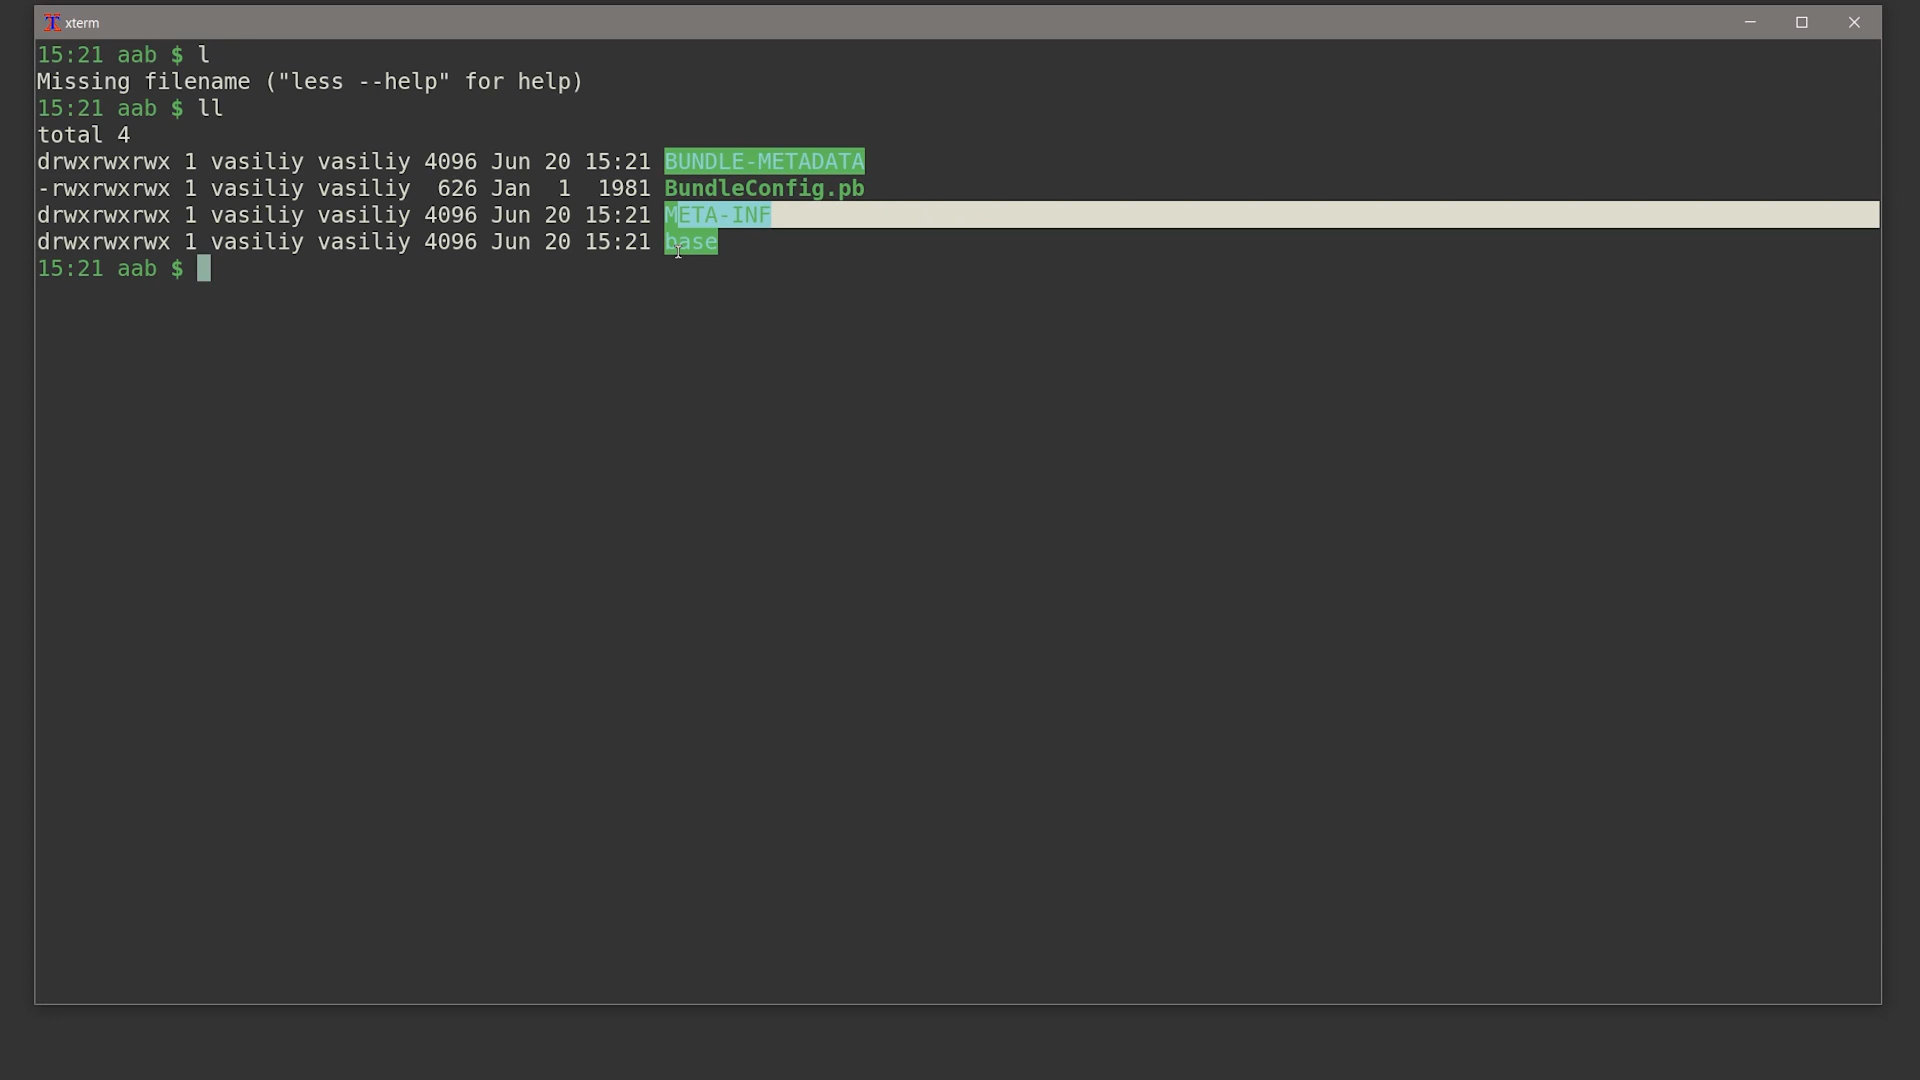 xterm
15:21 aab $ l
Missing filename ("less --help" for help)
15:21 aab $ ll
total 4
drwxrwxrwx 1 vasiliy vasiliy 4096 Jun 20 15:21 BUNDLE-METADATA
-rwxrwxrwx 1 vasiliy vasiliy  626 Jan  1  1981 BundleConfig.pb
drwxrwxrwx 1 vasiliy vasiliy 4096 Jun 20 15:21 META-INF
drwxrwxrwx 1 vasiliy vasiliy 4096 Jun 20 15:21 base
15:21 aab $